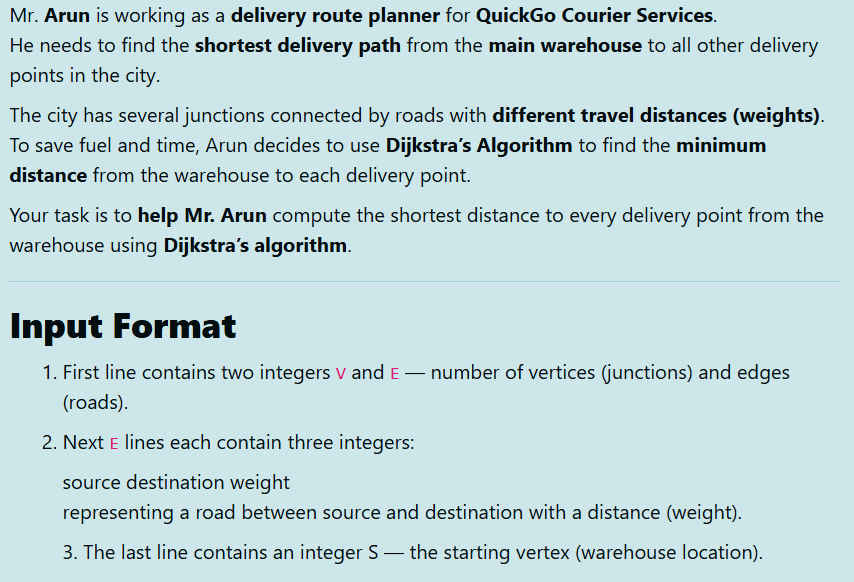 Mr. Arun is working as a delivery route planner for QuickGo Courier Services.
He needs to find the shortest delivery path from the main warehouse to all other delivery
points in the city.
The city has several junctions connected by roads with different travel distances (weights).
To save fuel and time, Arun decides to use Dijkstra’s Algorithm to find the minimum
distance from the warehouse to each delivery point.
Your task is to help Mr. Arun compute the shortest distance to every delivery point from the
warehouse using Dijkstra’s algorithm.
Input Format
1. First line contains two integers V and E — number of vertices (junctions) and edges
(roads).
2. Next E lines each contain three integers:
source destination weight
representing a road between source and destination with a distance (weight).
3. The last line contains an integer S — the starting vertex (warehouse location).